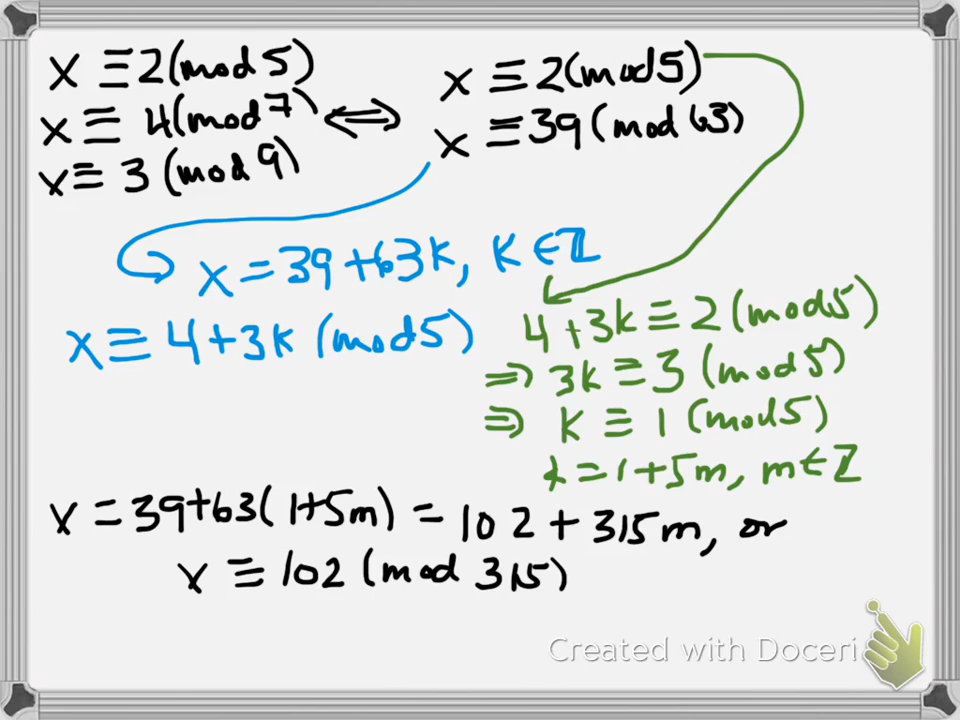 x ≡ 2 (mod 5)
x ≡ 4 (mod 7)
x ≡ 3 (mod 9)
⟺
x ≡ 2 (mod 5)
x ≡ 39 (mod 63)
x = 39 + 63k, k ∈ ℤ
x ≡ 4 + 3k (mod 5)
4 + 3k ≡ 2 (mod 5)
⇒ 3k ≡ 3 (mod 5)
⇒ k ≡ 1 (mod 5)
k = 1 + 5m, m ∈ ℤ
x = 39 + 63(1 + 5m) = 102 + 315m, or
x ≡ 102 (mod 315)
Created with Doceri